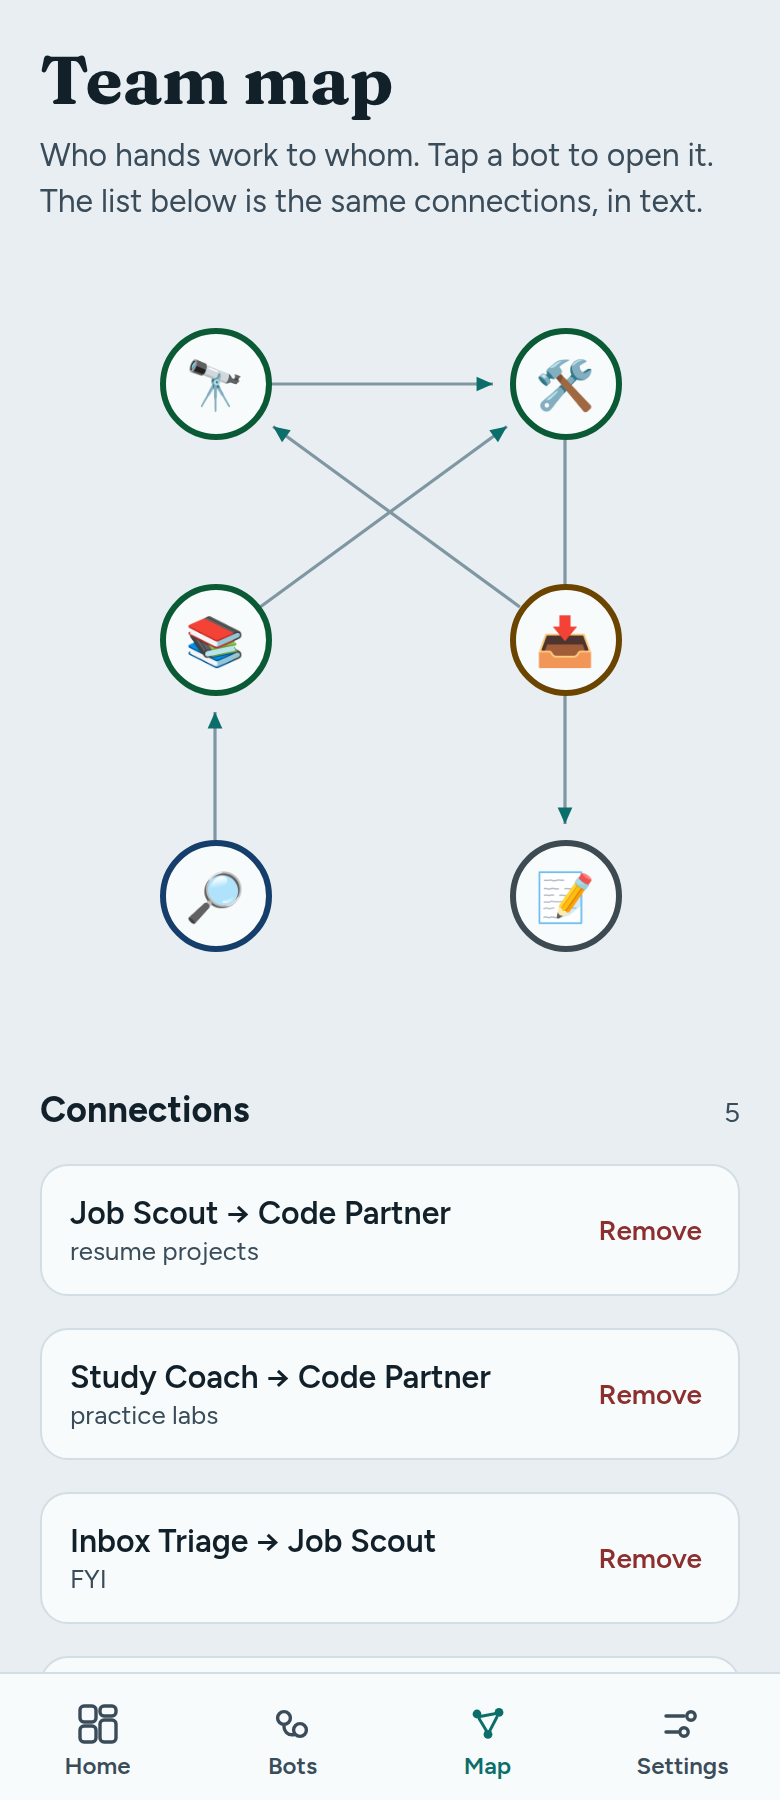 Team map
Who hands work to whom. Tap a bot to open it.
The list below is the same connections, in text.
Connections
5
Job Scout → Code Partner
resume projects
Remove
Study Coach → Code Partner
practice labs
Remove
Inbox Triage → Job Scout
FYI
Remove
Home
Bots
Map
Settings